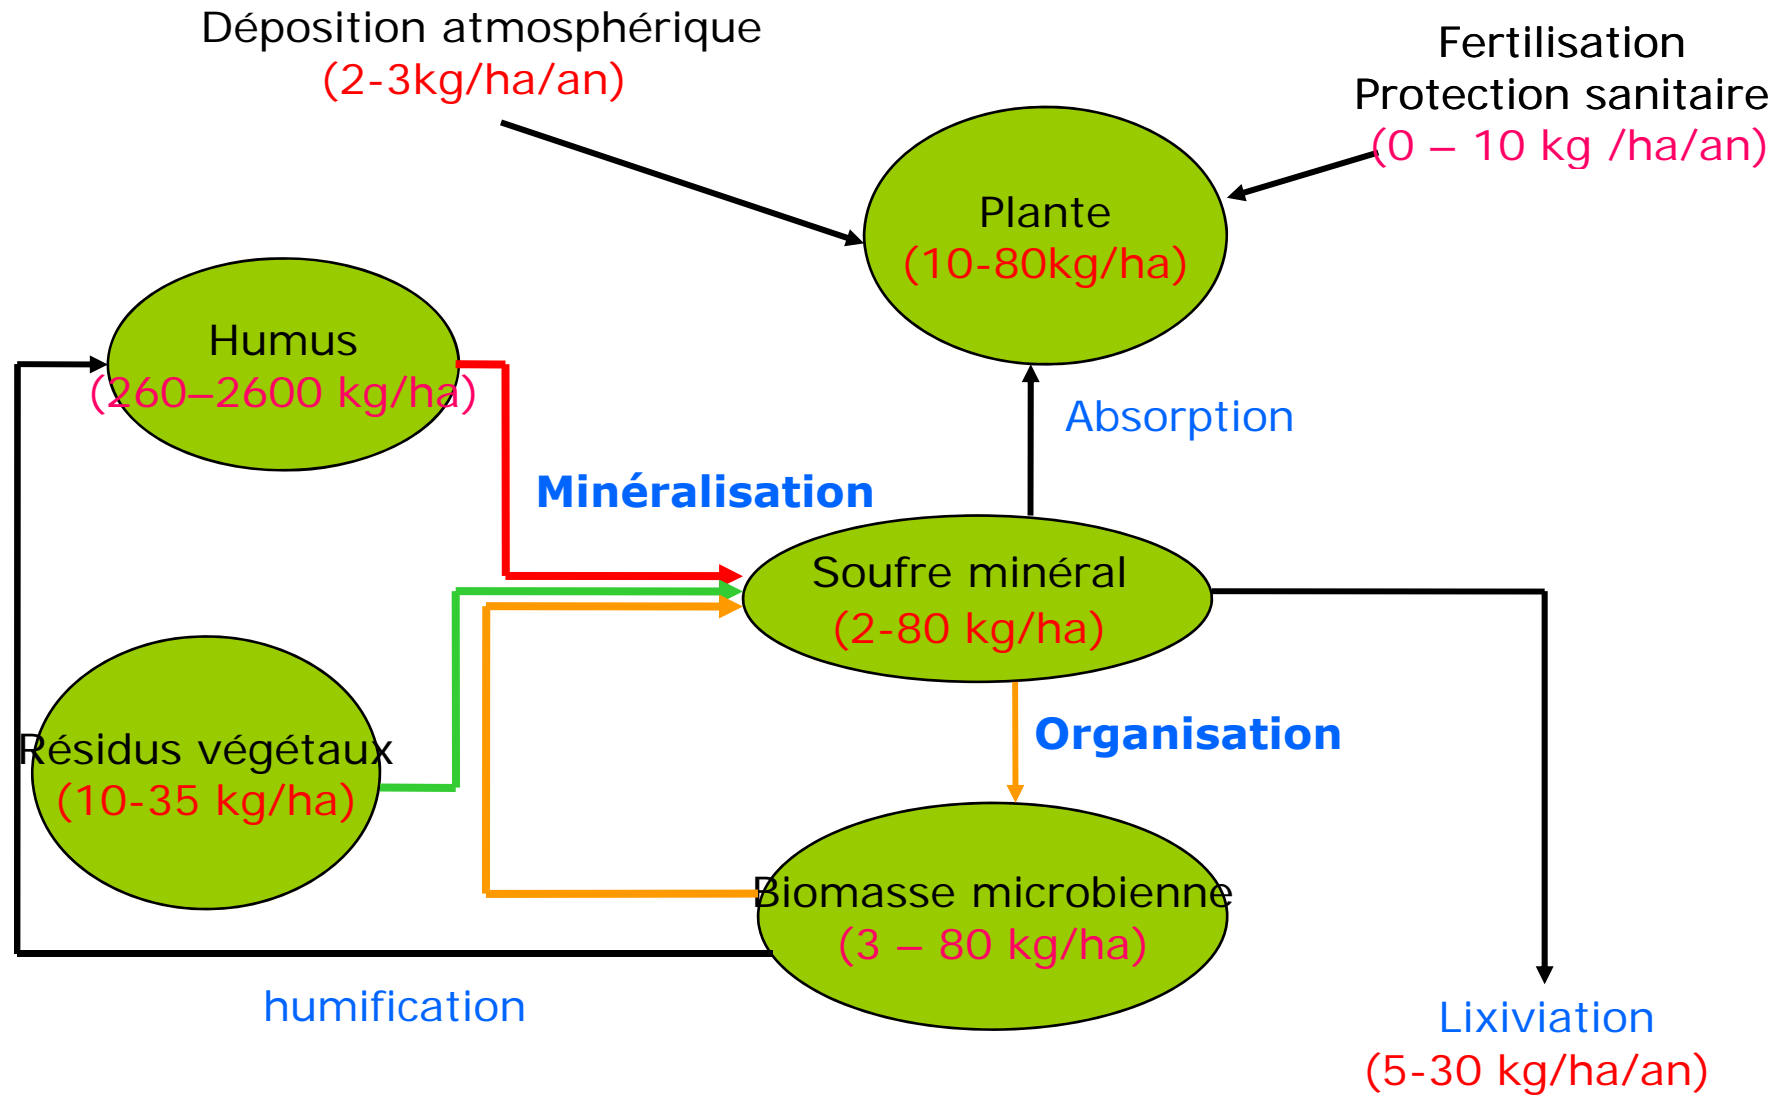 Déposition atmosphérique
(2-3kg/ha/an)
Fertilisation
Protection sanitaire
(0 – 10 kg /ha/an)
Plante
(10-80kg/ha)
Humus
(260–2600 kg/ha)
Absorption
Minéralisation
Soufre minéral
(2-80 kg/ha)
Organisation
Résidus végétaux
(10-35 kg/ha)
Biomasse microbienne
(3 – 80 kg/ha)
humification
Lixiviation
(5-30 kg/ha/an)